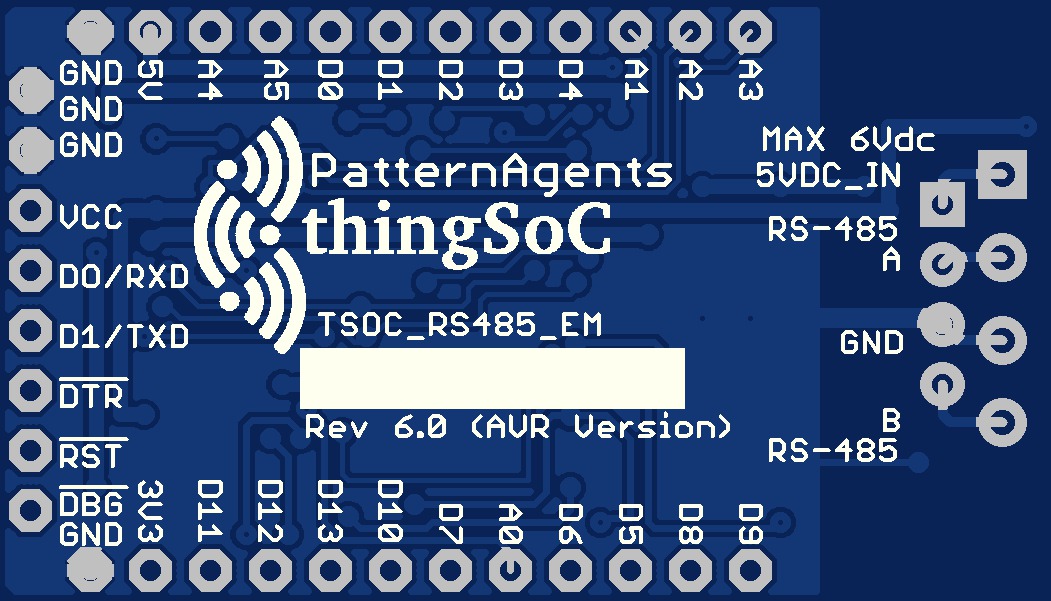 GND
5V
A4
A5
D0
D1
D2
D3
D4
A1
A2
A3
GND
GND
VCC
D0/RXD
D1/TXD
DTR
RST
DBG
GND
PatternAgents
thingSoC
TSOC_RS485_EM
Rev 6.0 (AVR Version)
MAX 6Vdc
5VDC_IN
RS-485
A
GND
B
RS-485
3V3
D11
D12
D13
D10
D7
A0
D6
D5
D8
D9